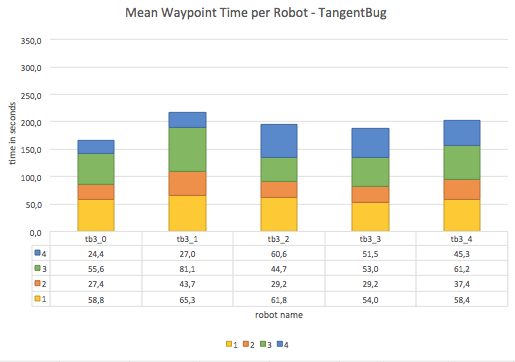 Mean Waypoint Time per Robot - TangentBug
350,0
300,0
250,0
200,0
150,0
100,0
50,0
0,0
time in seconds
tb3_0 tb3_1 tb3_2 tb3_3 tb3_4
4 24,4 27,0 60,6 51,5 45,3
3 55,6 81,1 44,7 53,0 61,2
2 27,4 43,7 29,2 29,2 37,4
1 58,8 65,3 61,8 54,0 58,4
robot name
1 2 3 4